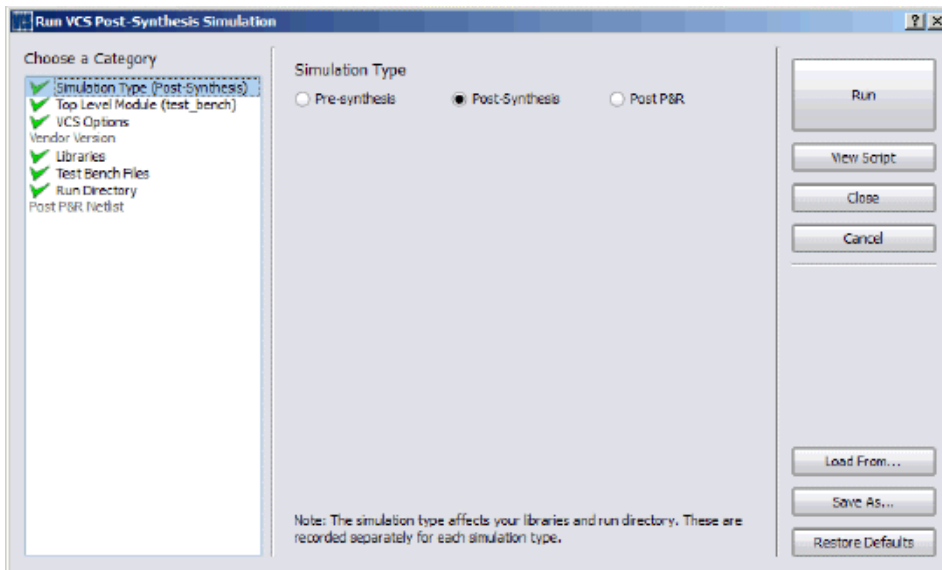 Run VCS Post-Synthesis Simulation
Choose a Category
Simulation Type (Post-Synthesis)
Top Level Module (test_bench)
VCS Options
Vendor Version
Libraries
Test Bench Files
Run Directory
Post P&R Netlist
Simulation Type
Pre-synthesis
Post-Synthesis
Post P&R
Note: The simulation type affects your libraries and run directory. These are
recorded separately for each simulation type.
Run
View Script
Close
Cancel
Load From...
Save As...
Restore Defaults